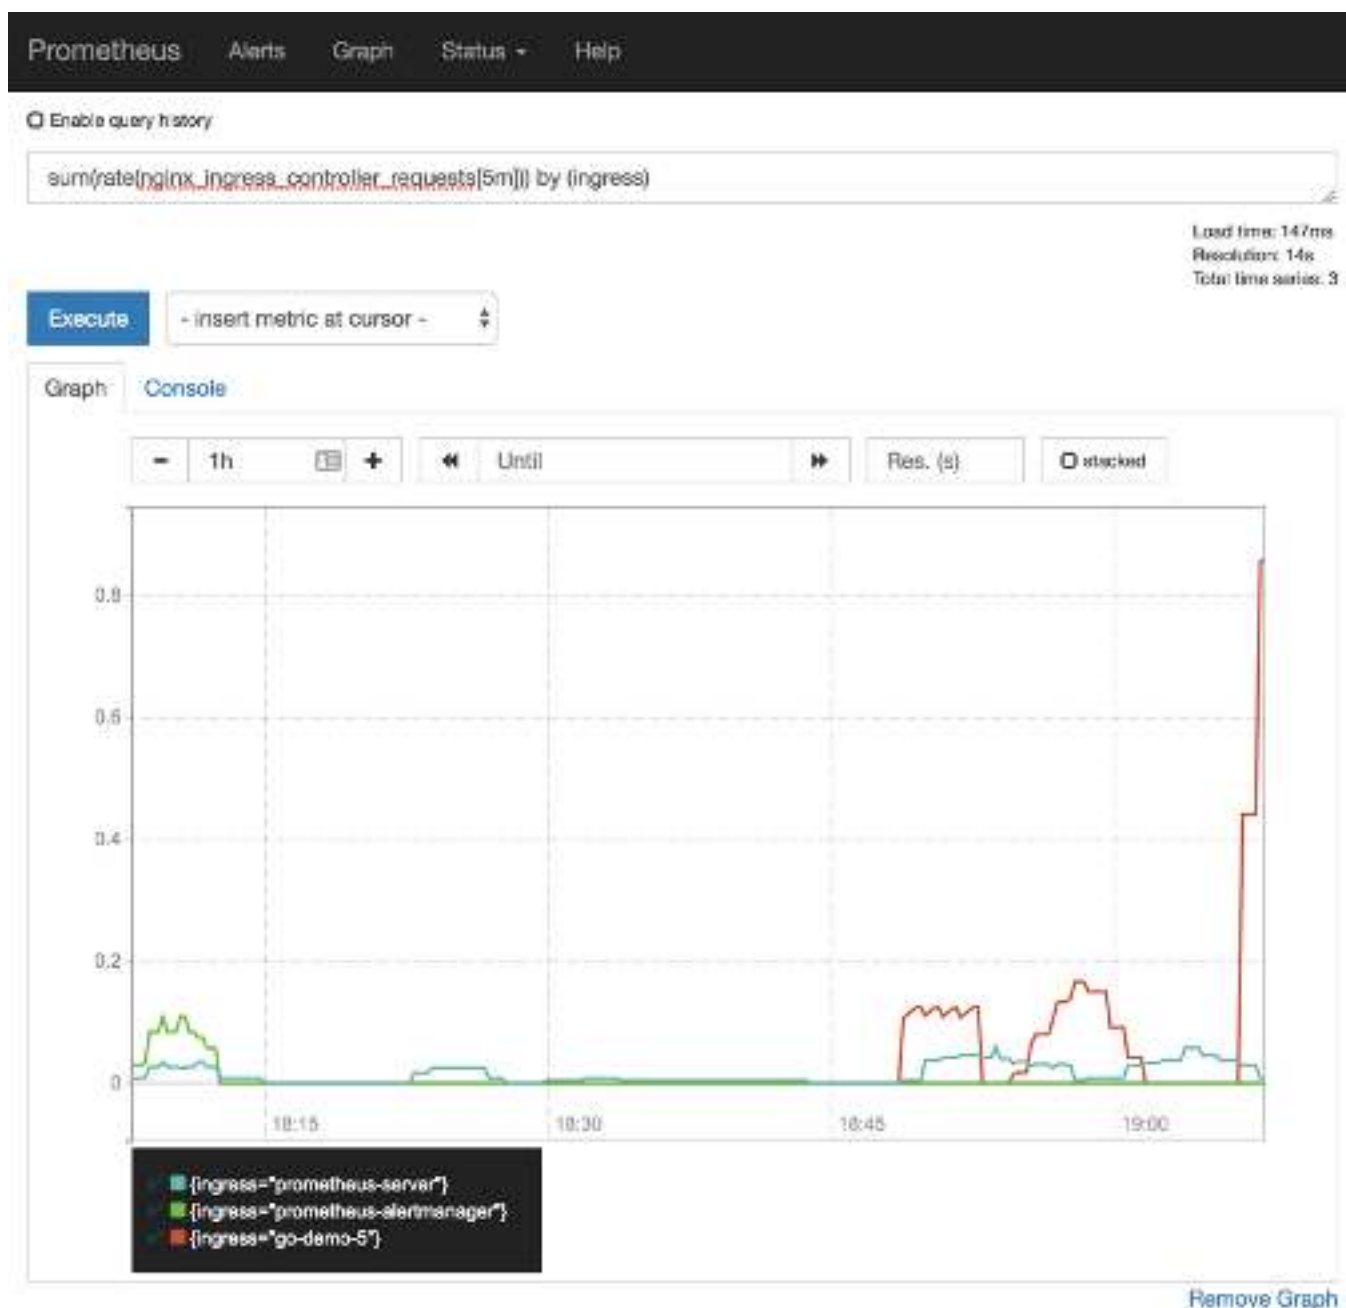 Prometheus Alerts Graph Status Help
Enable query history
sum(rate(nginx_ingress_controller_requests[5m])) by (ingress)
Load time: 147ms
Resolution: 14s
Total time series: 3
Execute - insert metric at cursor -
Graph Console
1h Until Res. (s) stacked
0.8
0.6
0.4
0.2
0
18:15 18:30 18:45 19:00
{ingress="prometheus-server"}
{ingress="prometheus-alertmanager"}
{ingress="go-demo-5"}
Remove Graph